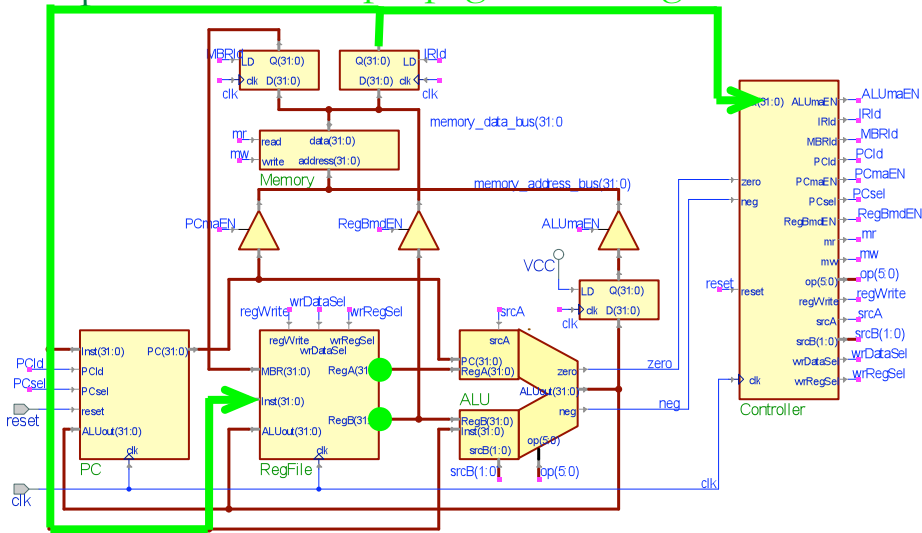 MBRld
LD
Q(31:0)
clk
D(31:0)
clk
Q(31:0)
LD
IRld
D(31:0)
clk
clk
memory_data_bus(31:0
mr
read
data(31:0)
mw
write
address(31:0)
Memory
memory_address_bus(31:0)
PCmaEN
RegBmdEN
ALUmaEN
VCC
LD
Q(31:0)
clk
D(31:0)
clk
(31:0)
ALUmaEN
ALUmaEN
IRld
IRld
MBRld
MBRld
PCld
PCld
zero
PCmaEN
PCmaEN
neg
PCsel
PCsel
RegBmdEN
RegBmdEN
mr
mr
mw
mw
reset
reset
op(5:0)
op(5:0)
regWrite
regWrite
srcA
srcA
srcB(1:0)
srcB(1:0)
wrDataSel
wrDataSel
clk
wrRegSel
wrRegSel
Controller
PCld
PCsel
reset
clk
Inst(31:0)
PC(31:0)
PCld
PCsel
reset
ALUout(31:0)
clk
PC
regWrite
wrDataSel
wrRegSel
regWrite
wrRegSel
wrDataSel
MBR(31:0)
RegA(31
Inst(31:0)
RegB(31:
ALUout(31:0)
clk
RegFile
srcA
srcA
PC(31:0)
RegA(31:0)
ALU
RegB(31:0)
Inst(31:0)
srcB(1:0)
zero
ALUout(31:0)
neg
op(5:0)
srcB(1:0)
op(5:0)
zero
neg
clk